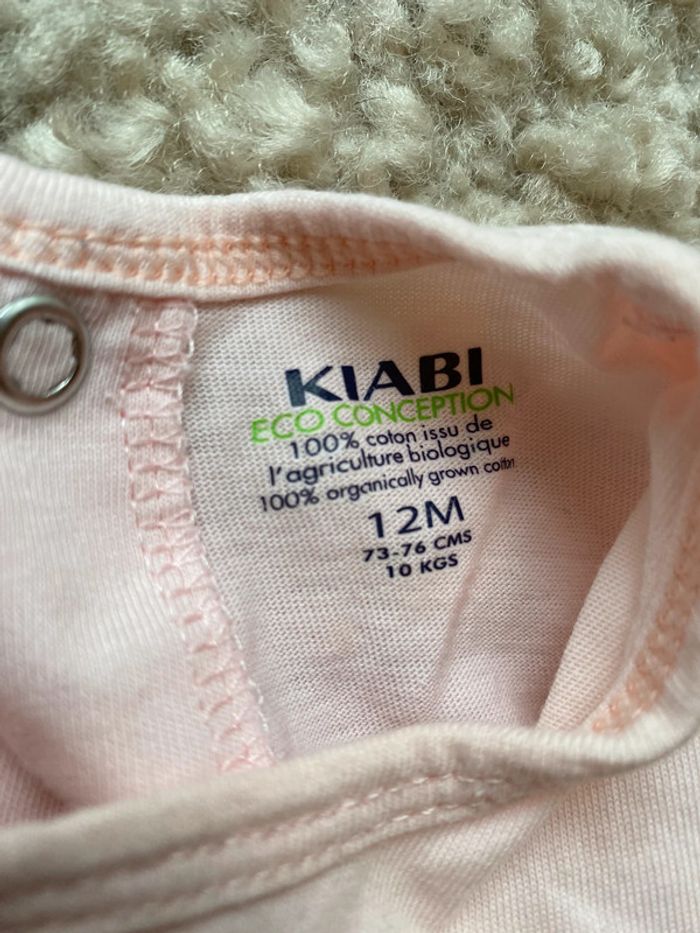 KIABI
ECO CONCEPTION
100% coton issu de
l'agriculture biologique
100% organically grown cotton
12M
73-76 CMS
10 KGS